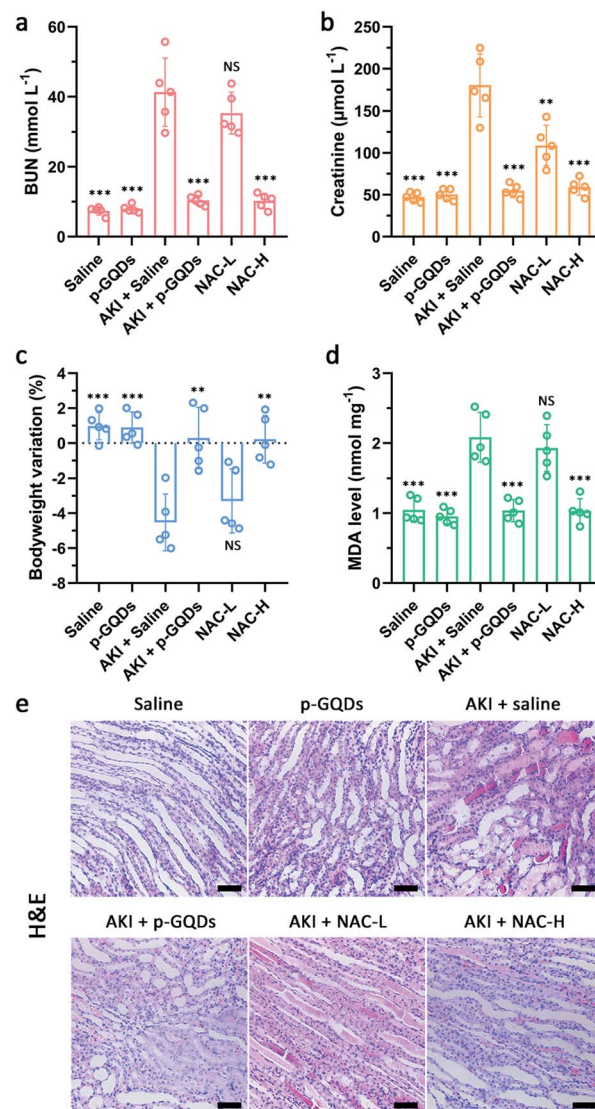 a
BUN (mmol L⁻¹)
60
40
20
0
***
***
***
NS
***
Saline
p-GQDs
AKI + Saline
AKI + p-GQDs
NAC-L
NAC-H
b
Creatinine (µmol L⁻¹)
250
200
150
100
50
0
***
***
***
**
***
Saline
p-GQDs
AKI + Saline
AKI + p-GQDs
NAC-L
NAC-H
c
Bodyweight variation (%)
4
2
0
-2
-4
-6
-8
***
***
**
NS
**
Saline
p-GQDs
AKI + Saline
AKI + p-GQDs
NAC-L
NAC-H
d
MDA level (nmol mg⁻¹)
3
2
1
0
***
***
***
NS
***
Saline
p-GQDs
AKI + Saline
AKI + p-GQDs
NAC-L
NAC-H
e
H&E
Saline p-GQDs AKI + saline
AKI + p-GQDs AKI + NAC-L AKI + NAC-H